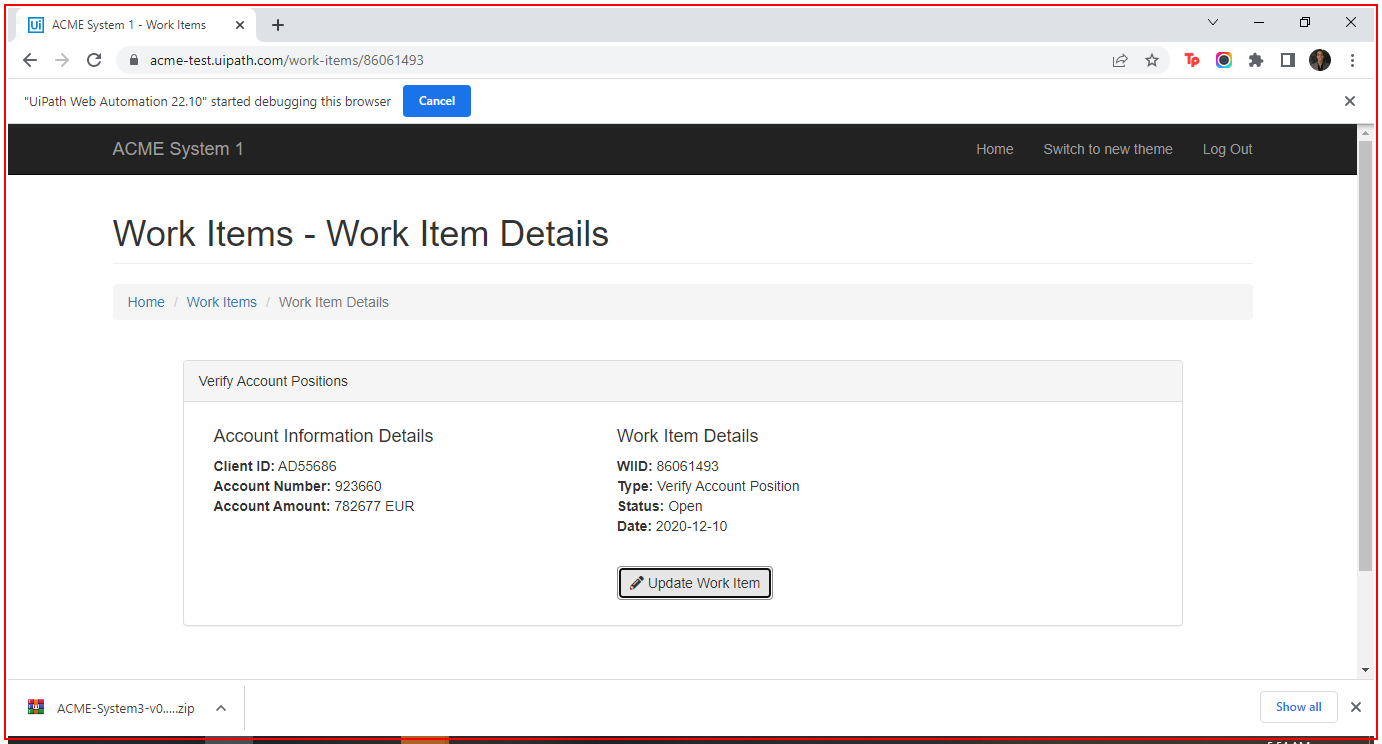 ACME System 1 - Work Items
acme-test.uipath.com/work-items/86061493
Tp
"UiPath Web Automation 22.10" started debugging this browser Cancel
ACME System 1 Home Switch to new theme Log Out
Work Items - Work Item Details
Home / Work Items / Work Item Details
Verify Account Positions
Account Information Details
Client ID: AD55686
Account Number: 923660
Account Amount: 782677 EUR
Work Item Details
WIID: 86061493
Type: Verify Account Position
Status: Open
Date: 2020-12-10
Update Work Item
ACME-System3-v0.....zip Show all